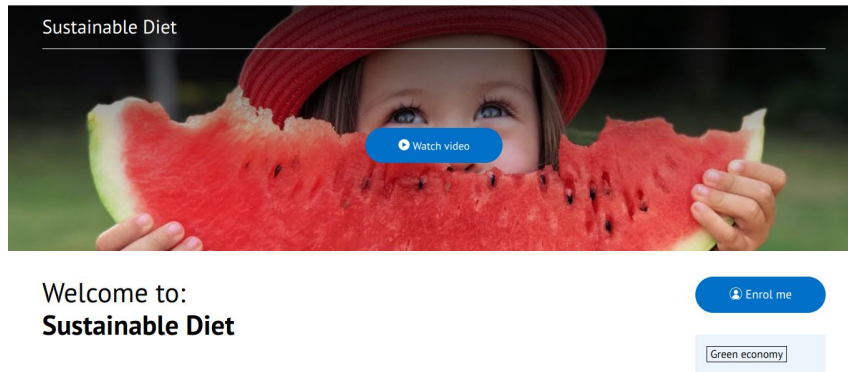 Sustainable Diet
Watch video
Welcome to:
Sustainable Diet
Enrol me
Green economy